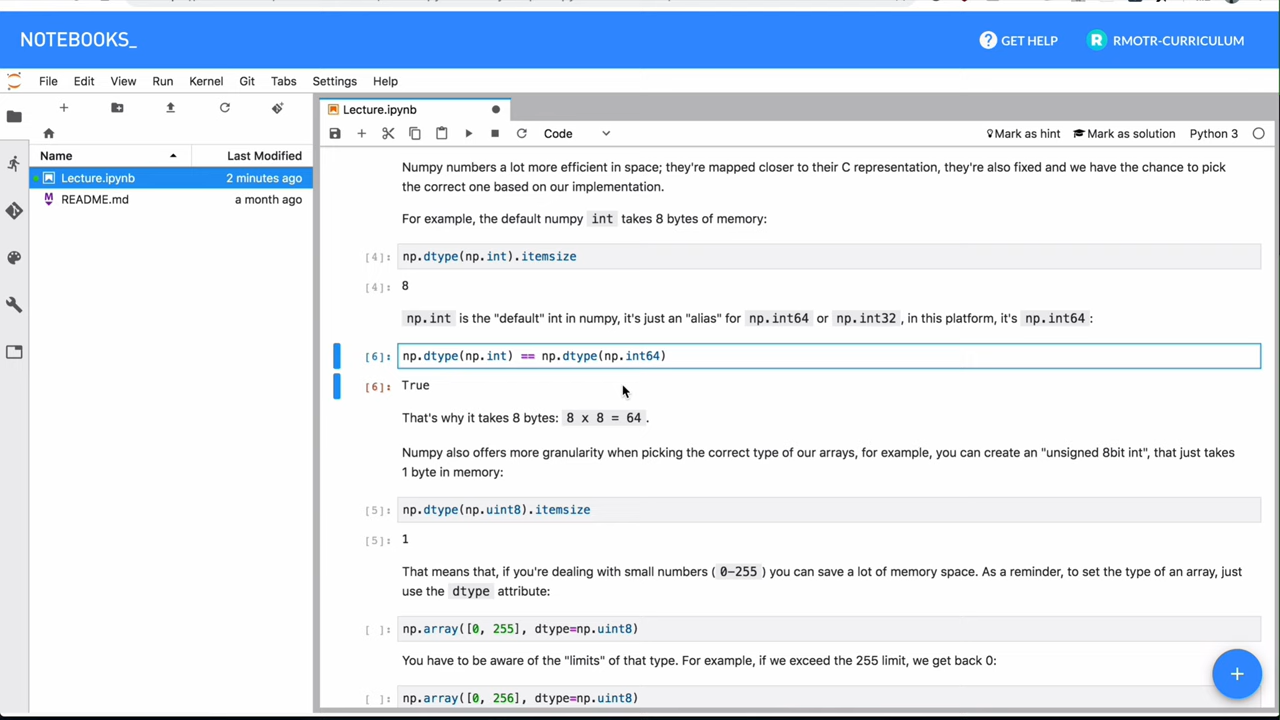 NOTEBOOKS_
GET HELP
R RMOTR-CURRICULUM
File Edit View Run Kernel Git Tabs Settings Help
Name Last Modified
Lecture.ipynb 2 minutes ago
README.md a month ago
Lecture.ipynb
Code
Mark as hint Mark as solution Python 3
Numpy numbers a lot more efficient in space; they're mapped closer to their C representation, they're also fixed and we have the chance to pick
the correct one based on our implementation.
For example, the default numpy int takes 8 bytes of memory:
[4]: np.dtype(np.int).itemsize
[4]: 8
np.int is the "default" int in numpy, it's just an "alias" for np.int64 or np.int32, in this platform, it's np.int64:
[6]: np.dtype(np.int) == np.dtype(np.int64)
[6]: True
That's why it takes 8 bytes: 8 x 8 = 64.
Numpy also offers more granularity when picking the correct type of our arrays, for example, you can create an "unsigned 8bit int", that just takes
1 byte in memory:
[5]: np.dtype(np.uint8).itemsize
[5]: 1
That means that, if you're dealing with small numbers (0-255) you can save a lot of memory space. As a reminder, to set the type of an array, just
use the dtype attribute:
[ ]: np.array([0, 255], dtype=np.uint8)
You have to be aware of the "limits" of that type. For example, if we exceed the 255 limit, we get back 0:
[ ]: np.array([0, 256], dtype=np.uint8)